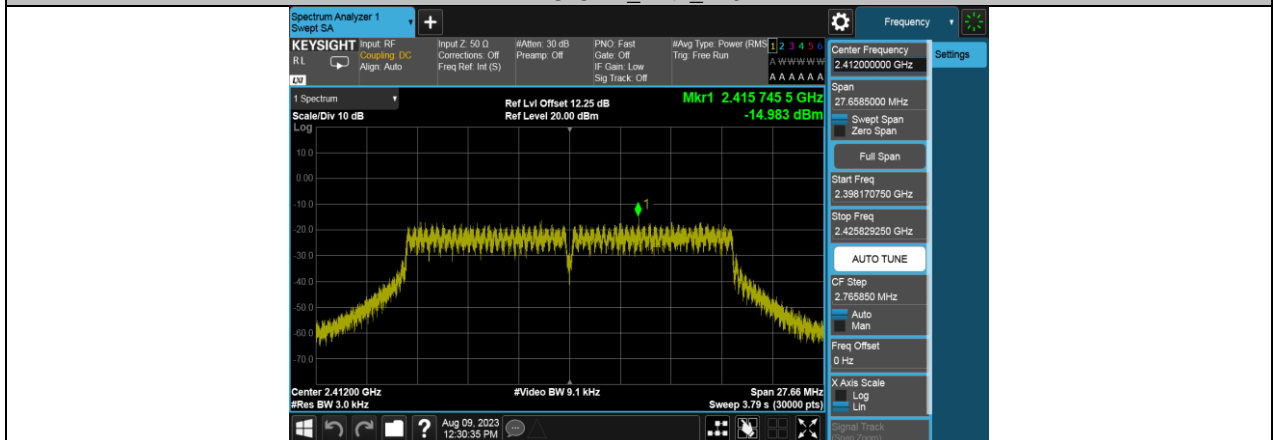 Spectrum Analyzer 1
Swept SA
Frequency
KEYSIGHT
RL
LXI
Input: RF
Coupling: DC
Align: Auto
Input Z: 50 Ω
Corrections: Off
Freq Ref: Int (S)
#Atten: 30 dB
Preamp: Off
PNO: Fast
Gate: Off
IF Gain: Low
Sig Track: Off
#Avg Type: Power (RMS
Trig: Free Run
1 2 3 4 5 6
A W W W W W
A A A A A A
1 Spectrum
Scale/Div 10 dB
Ref Lvl Offset 12.25 dB
Ref Level 20.00 dBm
Mkr1 2.415 745 5 GHz
-14.983 dBm
Log
10.0
0.00
-10.0
-20.0
-30.0
-40.0
-50.0
-60.0
-70.0
1
Center 2.41200 GHz
#Res BW 3.0 kHz
#Video BW 9.1 kHz
Span 27.66 MHz
Sweep 3.79 s (30000 pts)
Aug 09, 2023
12:30:35 PM
Center Frequency
2.412000000 GHz
Settings
Span
27.6585000 MHz
Swept Span
Zero Span
Full Span
Start Freq
2.398170750 GHz
Stop Freq
2.425829250 GHz
AUTO TUNE
CF Step
2.765850 MHz
Auto
Man
Freq Offset
0 Hz
X Axis Scale
Log
Lin
Signal Track
(Span Zoom)